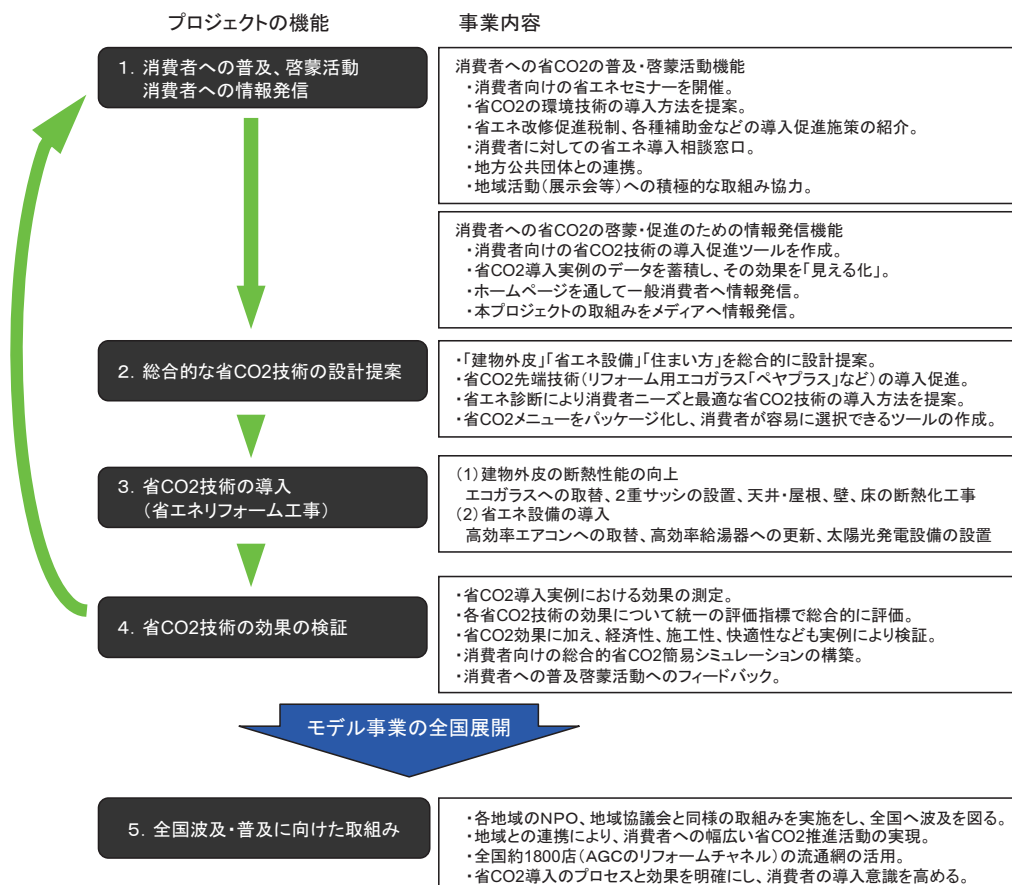 プロジェクトの機能
事業内容
1．消費者への普及、啓蒙活動
消費者への情報発信
消費者への省CO2の普及・啓蒙活動機能
・消費者向けの省エネセミナーを開催。
・省CO2の環境技術の導入方法を提案。
・省エネ改修促進税制、各種補助金などの導入促進施策の紹介。
・消費者に対しての省エネ導入相談窓口。
・地方公共団体との連携。
・地域活動（展示会等）への積極的な取組み協力。
消費者への省CO2の啓蒙・促進のための情報発信機能
・消費者向けの省CO2技術の導入促進ツールを作成。
・省CO2導入実例のデータを蓄積し、その効果を「見える化」。
・ホームページを通して一般消費者へ情報発信。
・本プロジェクトの取組みをメディアへ情報発信。
2．総合的な省CO2技術の設計提案
・「建物外皮」「省エネ設備」「住まい方」を総合的に設計提案。
・省CO2先端技術（リフォーム用エコガラス「ペヤプラス」など）の導入促進。
・省エネ診断により消費者ニーズと最適な省CO2技術の導入方法を提案。
・省CO2メニューをパッケージ化し、消費者が容易に選択できるツールの作成。
3．省CO2技術の導入
（省エネリフォーム工事）
（1）建物外皮の断熱性能の向上
エコガラスへの取替、2重サッシの設置、天井・屋根、壁、床の断熱化工事
（2）省エネ設備の導入
高効率エアコンへの取替、高効率給湯器への更新、太陽光発電設備の設置
4．省CO2技術の効果の検証
・省CO2導入実例における効果の測定。
・各省CO2技術の効果について統一の評価指標で総合的に評価。
・省CO2効果に加え、経済性、施工性、快適性なども実例により検証。
・消費者向けの総合的省CO2簡易シミュレーションの構築。
・消費者への普及啓蒙活動へのフィードバック。
モデル事業の全国展開
5．全国波及・普及に向けた取組み
・各地域のNPO、地域協議会と同様の取組みを実施をし、全国へ波及を図る。
・地域との連携により、消費者への幅広い省CO2推進活動の実現。
・全国約1800店（AGCのリフォームチャネル）の流通網の活用。
・省CO2導入のプロセスと効果を明確にし、消費者の導入意識を高める。